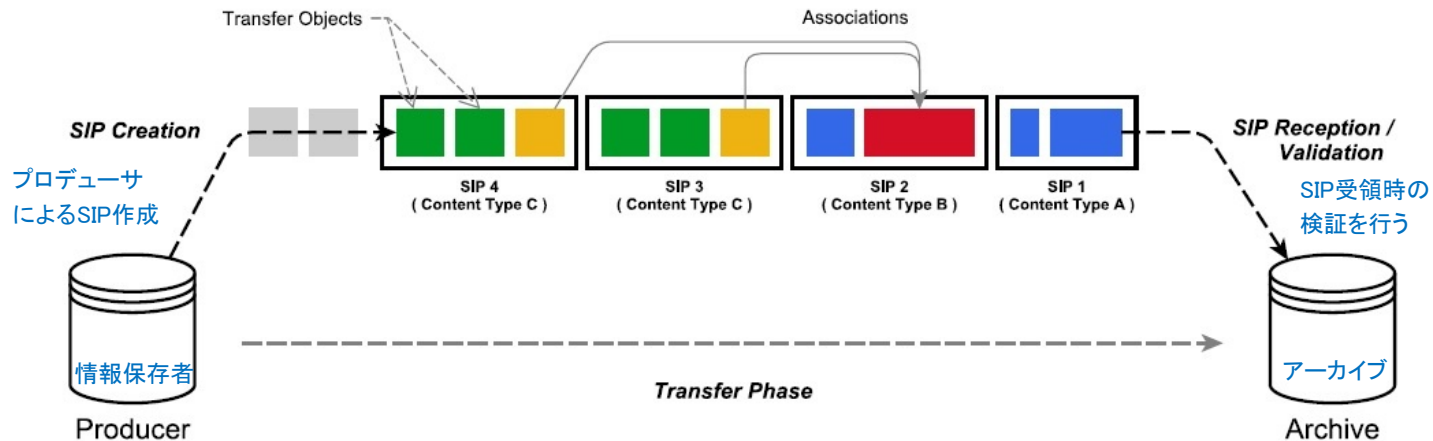 Transfer Objects
Associations
SIP Creation
SIP Reception /
Validation
プロデューサ
によるSIP作成
SIP 4
( Content Type C )
SIP 3
( Content Type C )
SIP 2
( Content Type B )
SIP 1
( Content Type A )
SIP受領時の
検証を行う
情報保存者
アーカイブ
Transfer Phase
Producer
Archive